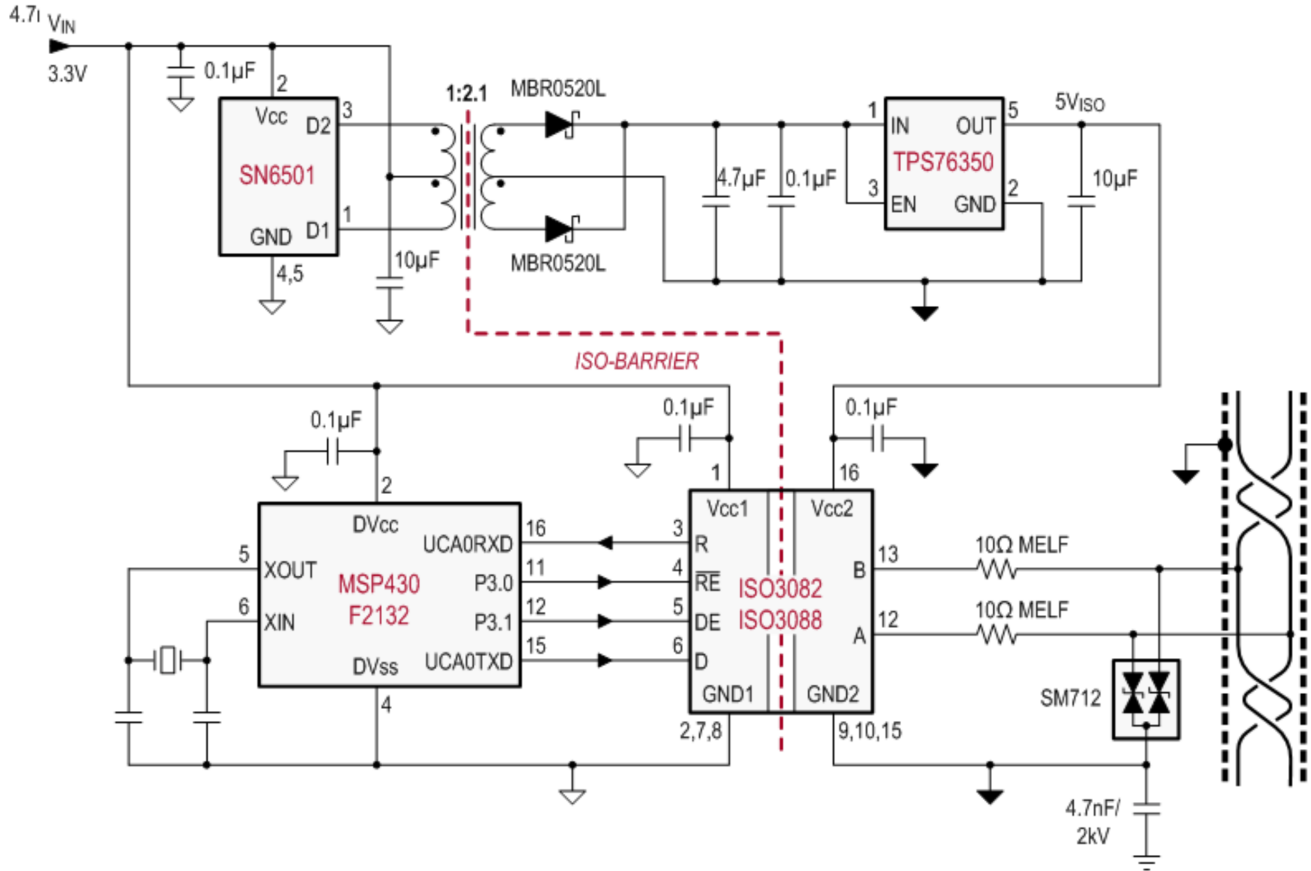 4.7
VIN
3.3V
0.1µF
2
Vcc
D2
3
SN6501
GND
D1
1
4,5
10µF
1:2.1
MBR0520L
MBR0520L
4.7µF
0.1µF
1
IN
OUT
5
TPS76350
3
EN
GND
2
5VISO
10µF
ISO-BARRIER
0.1µF
0.1µF
0.1µF
2
DVcc
5
XOUT
6
XIN
MSP430
F2132
UCA0RXD
16
P3.0
11
P3.1
12
UCA0TXD
15
DVss
4
1
16
Vcc1
Vcc2
3
R
4
RE
5
DE
6
D
ISO3082
ISO3088
B
13
A
12
GND1
GND2
2,7,8
9,10,15
10Ω MELF
10Ω MELF
SM712
4.7nF/
2kV